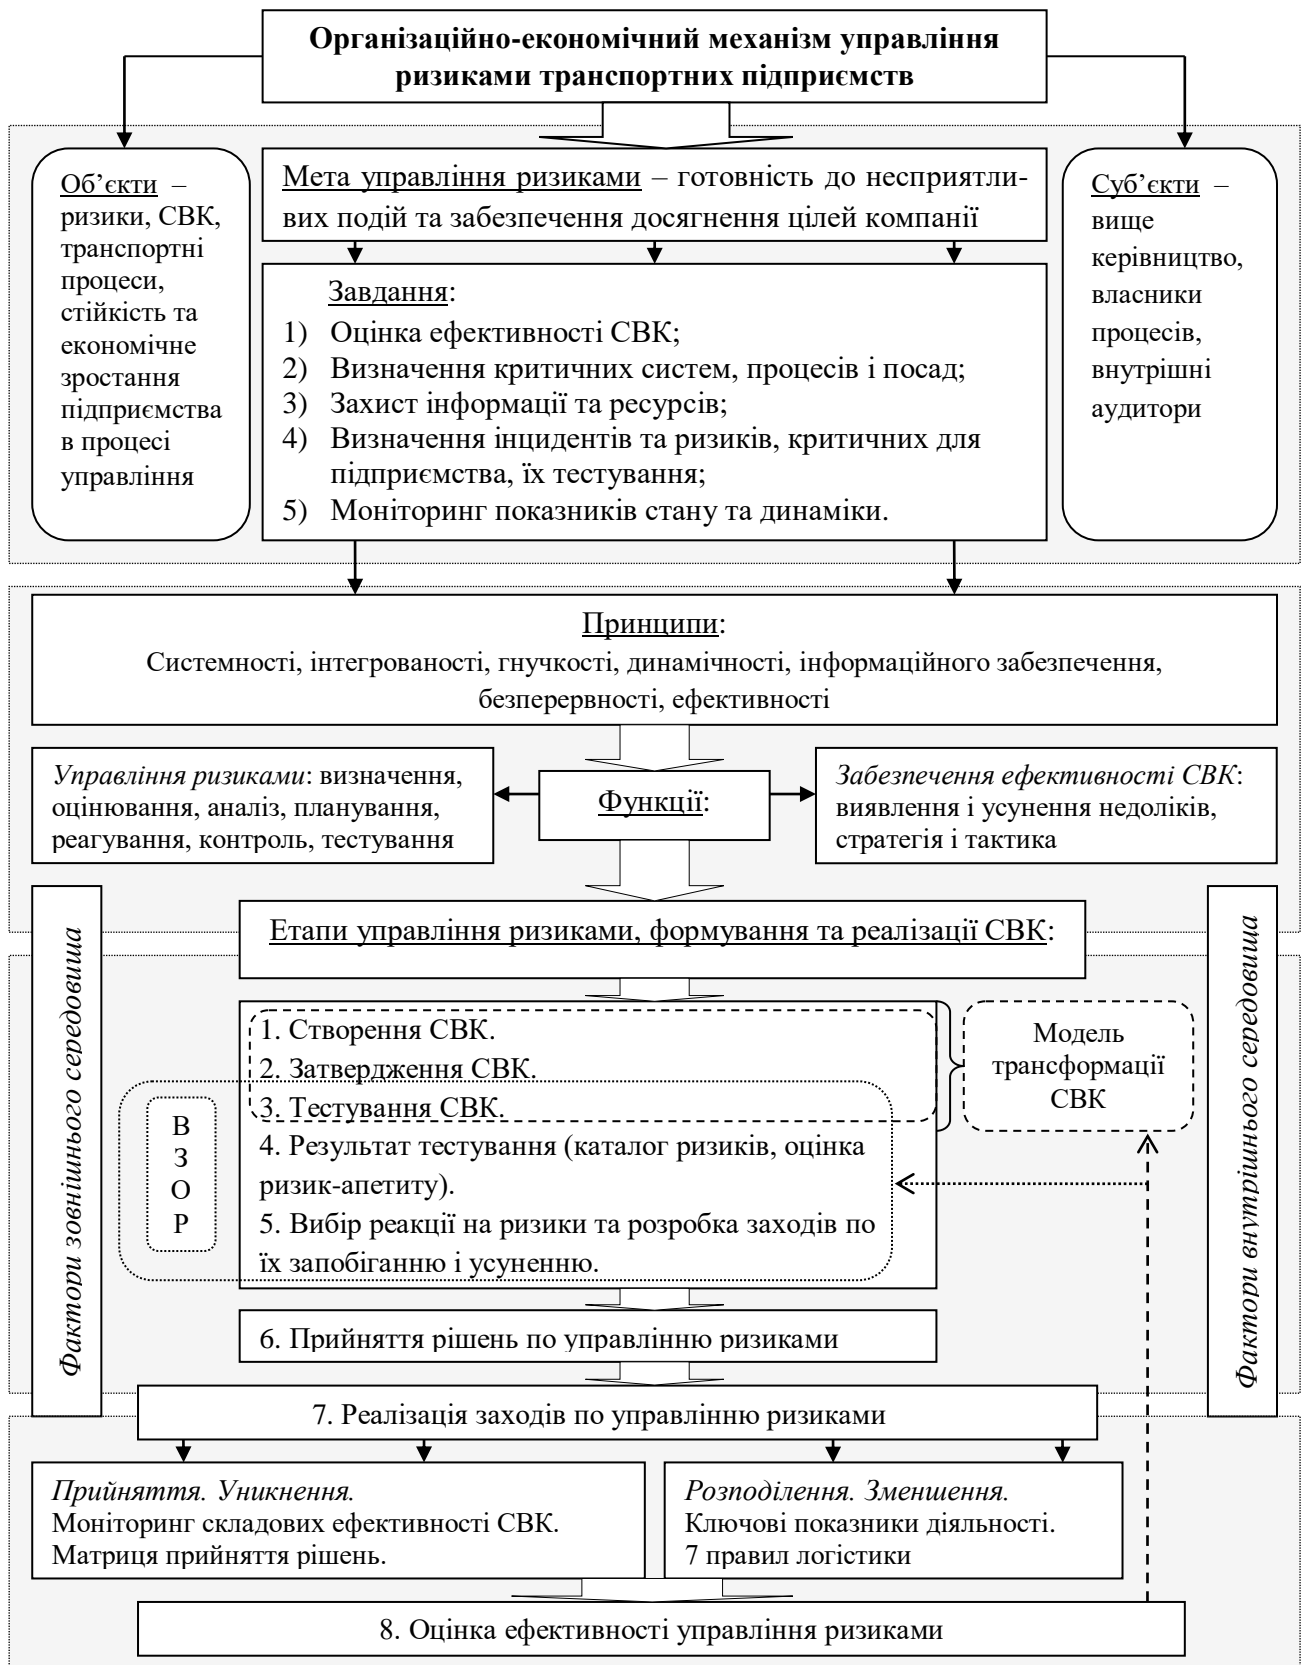 Організаційно-економічний механізм управління
ризиками транспортних підприємств
Об’єкти –
ризики, СВК,
транспортні
процеси,
стійкість та
економічне
зростання
підприємства
в процесі
управління
Мета управління ризиками – готовність до несприятли-
вих подій та забезпечення досягнення цілей компанії
Суб’єкти –
вище
керівництво,
власники
процесів,
внутрішні
аудитори
Завдання:
1) Оцінка ефективності СВК;
2) Визначення критичних систем, процесів і посад;
3) Захист інформації та ресурсів;
4) Визначення інцидентів та ризиків, критичних для
підприємства, їх тестування;
5) Моніторинг показників стану та динаміки.
Принципи:
Системності, інтегрованості, гнучкості, динамічності, інформаційного забезпечення,
безперервності, ефективності
Управління ризиками: визначення,
оцінювання, аналіз, планування,
реагування, контроль, тестування
Функції:
Забезпечення ефективності СВК:
виявлення і усунення недоліків,
стратегія і тактика
Фактори зовнішнього середовища
Етапи управління ризиками, формування та реалізації СВК:
Фактори внутрішнього середовища
1. Створення СВК.
2. Затвердження СВК.
3. Тестування СВК.
4. Результат тестування (каталог ризиків, оцінка
ризик-апетиту).
5. Вибір реакції на ризики та розробка заходів по
їх запобіганню і усуненню.
Модель
трансформації
СВК
В
З
О
Р
6. Прийняття рішень по управлінню ризиками
7. Реалізація заходів по управлінню ризиками
Прийняття. Уникнення.
Моніторинг складових ефективності СВК.
Матриця прийняття рішень.
Розподілення. Зменшення.
Ключові показники діяльності.
7 правил логістики
8. Оцінка ефективності управління ризиками